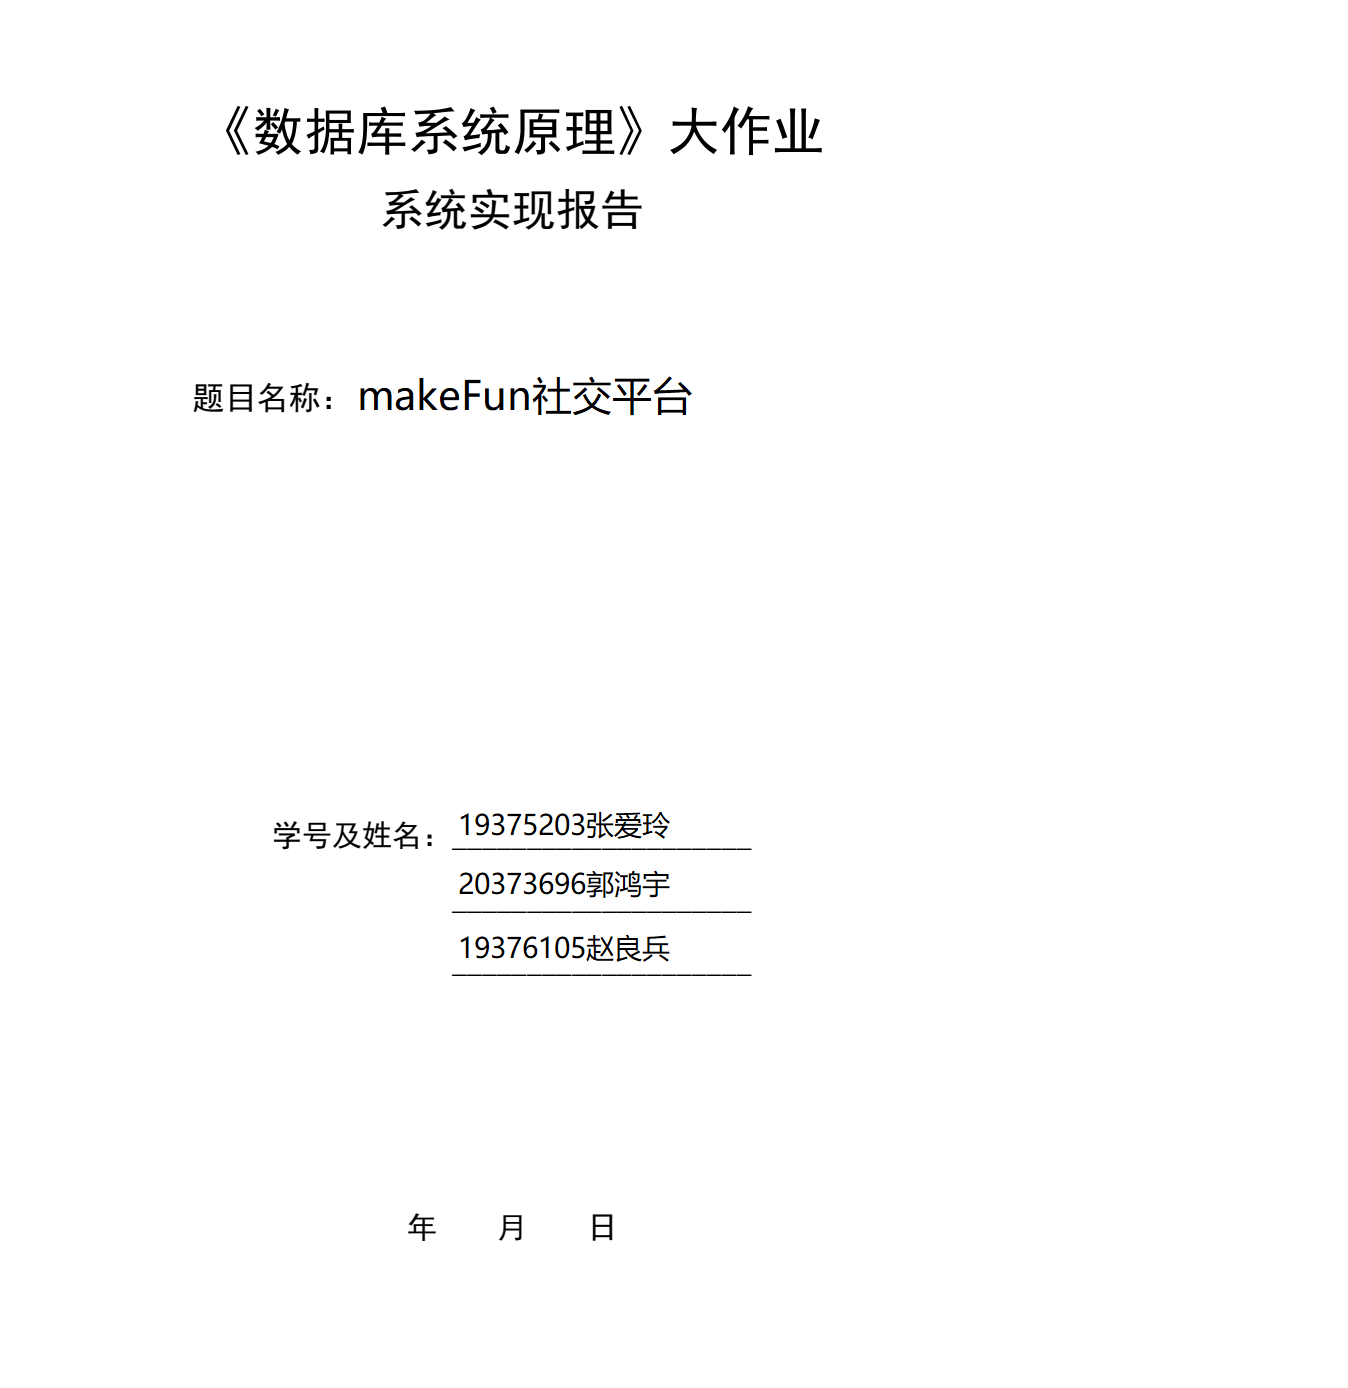 《数据库系统原理》大作业
系统实现报告
题目名称：makeFun社交平台
学号及姓名：19375203张爱玲
20373696郭鸿宇
19376105赵良兵
年 月 日